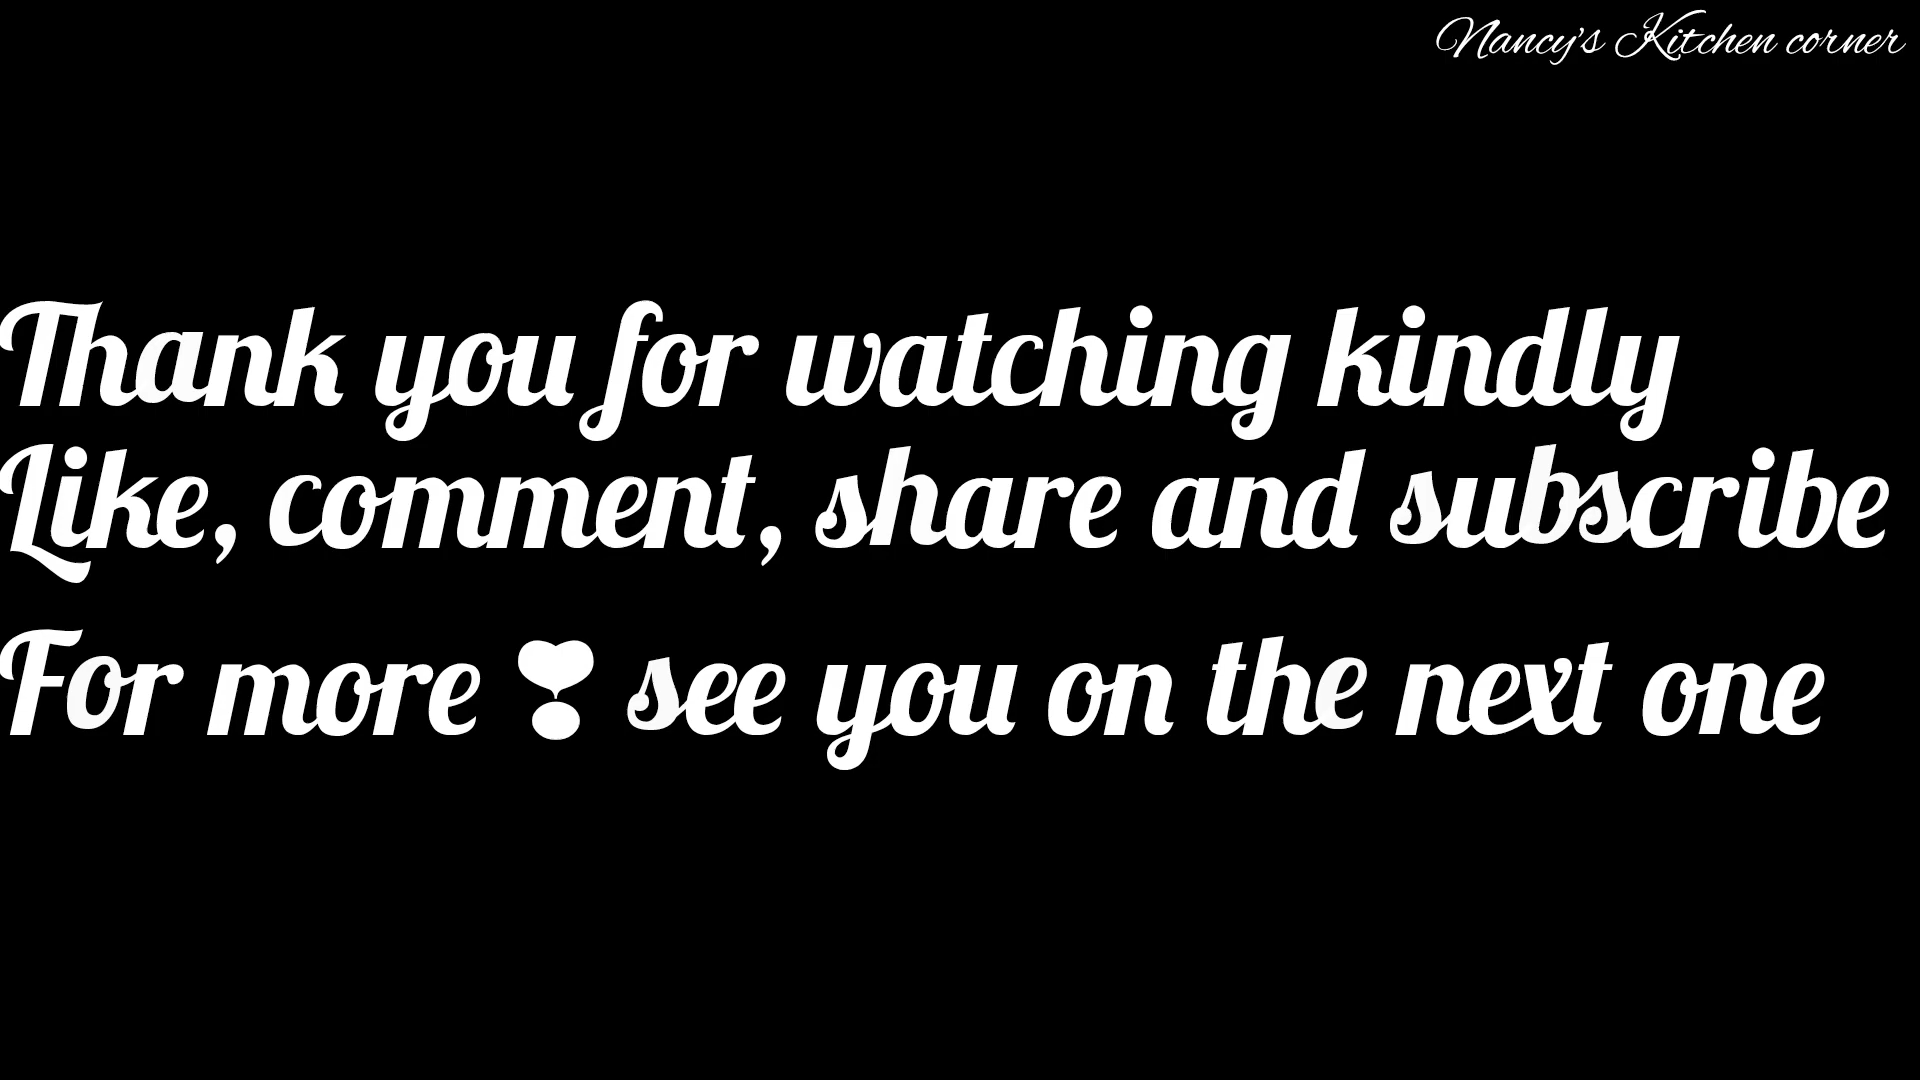 Nancy's Kitchen corner
Thank you for watching kindly
Like, comment, share and subscribe
For more ❣ see you on the next one